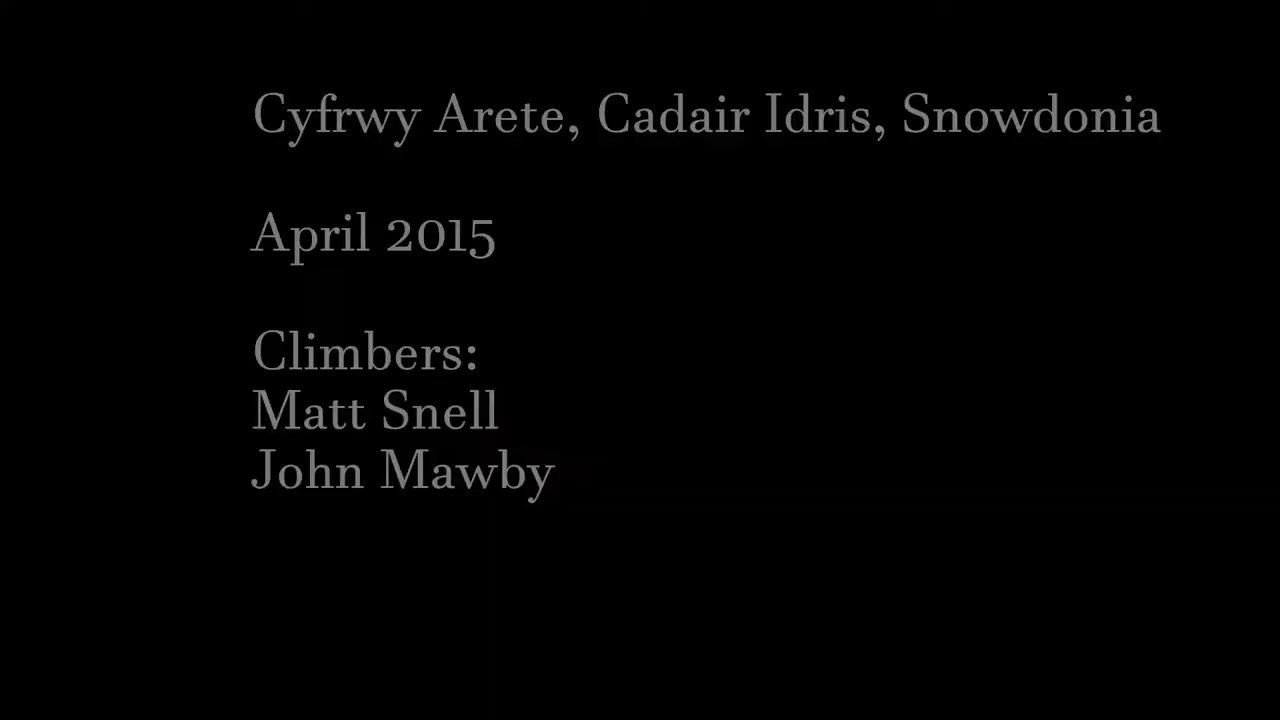 Cyfrwy Arete, Cadair Idris, Snowdonia
April 2015
Climbers:
Matt Snell
John Mawby